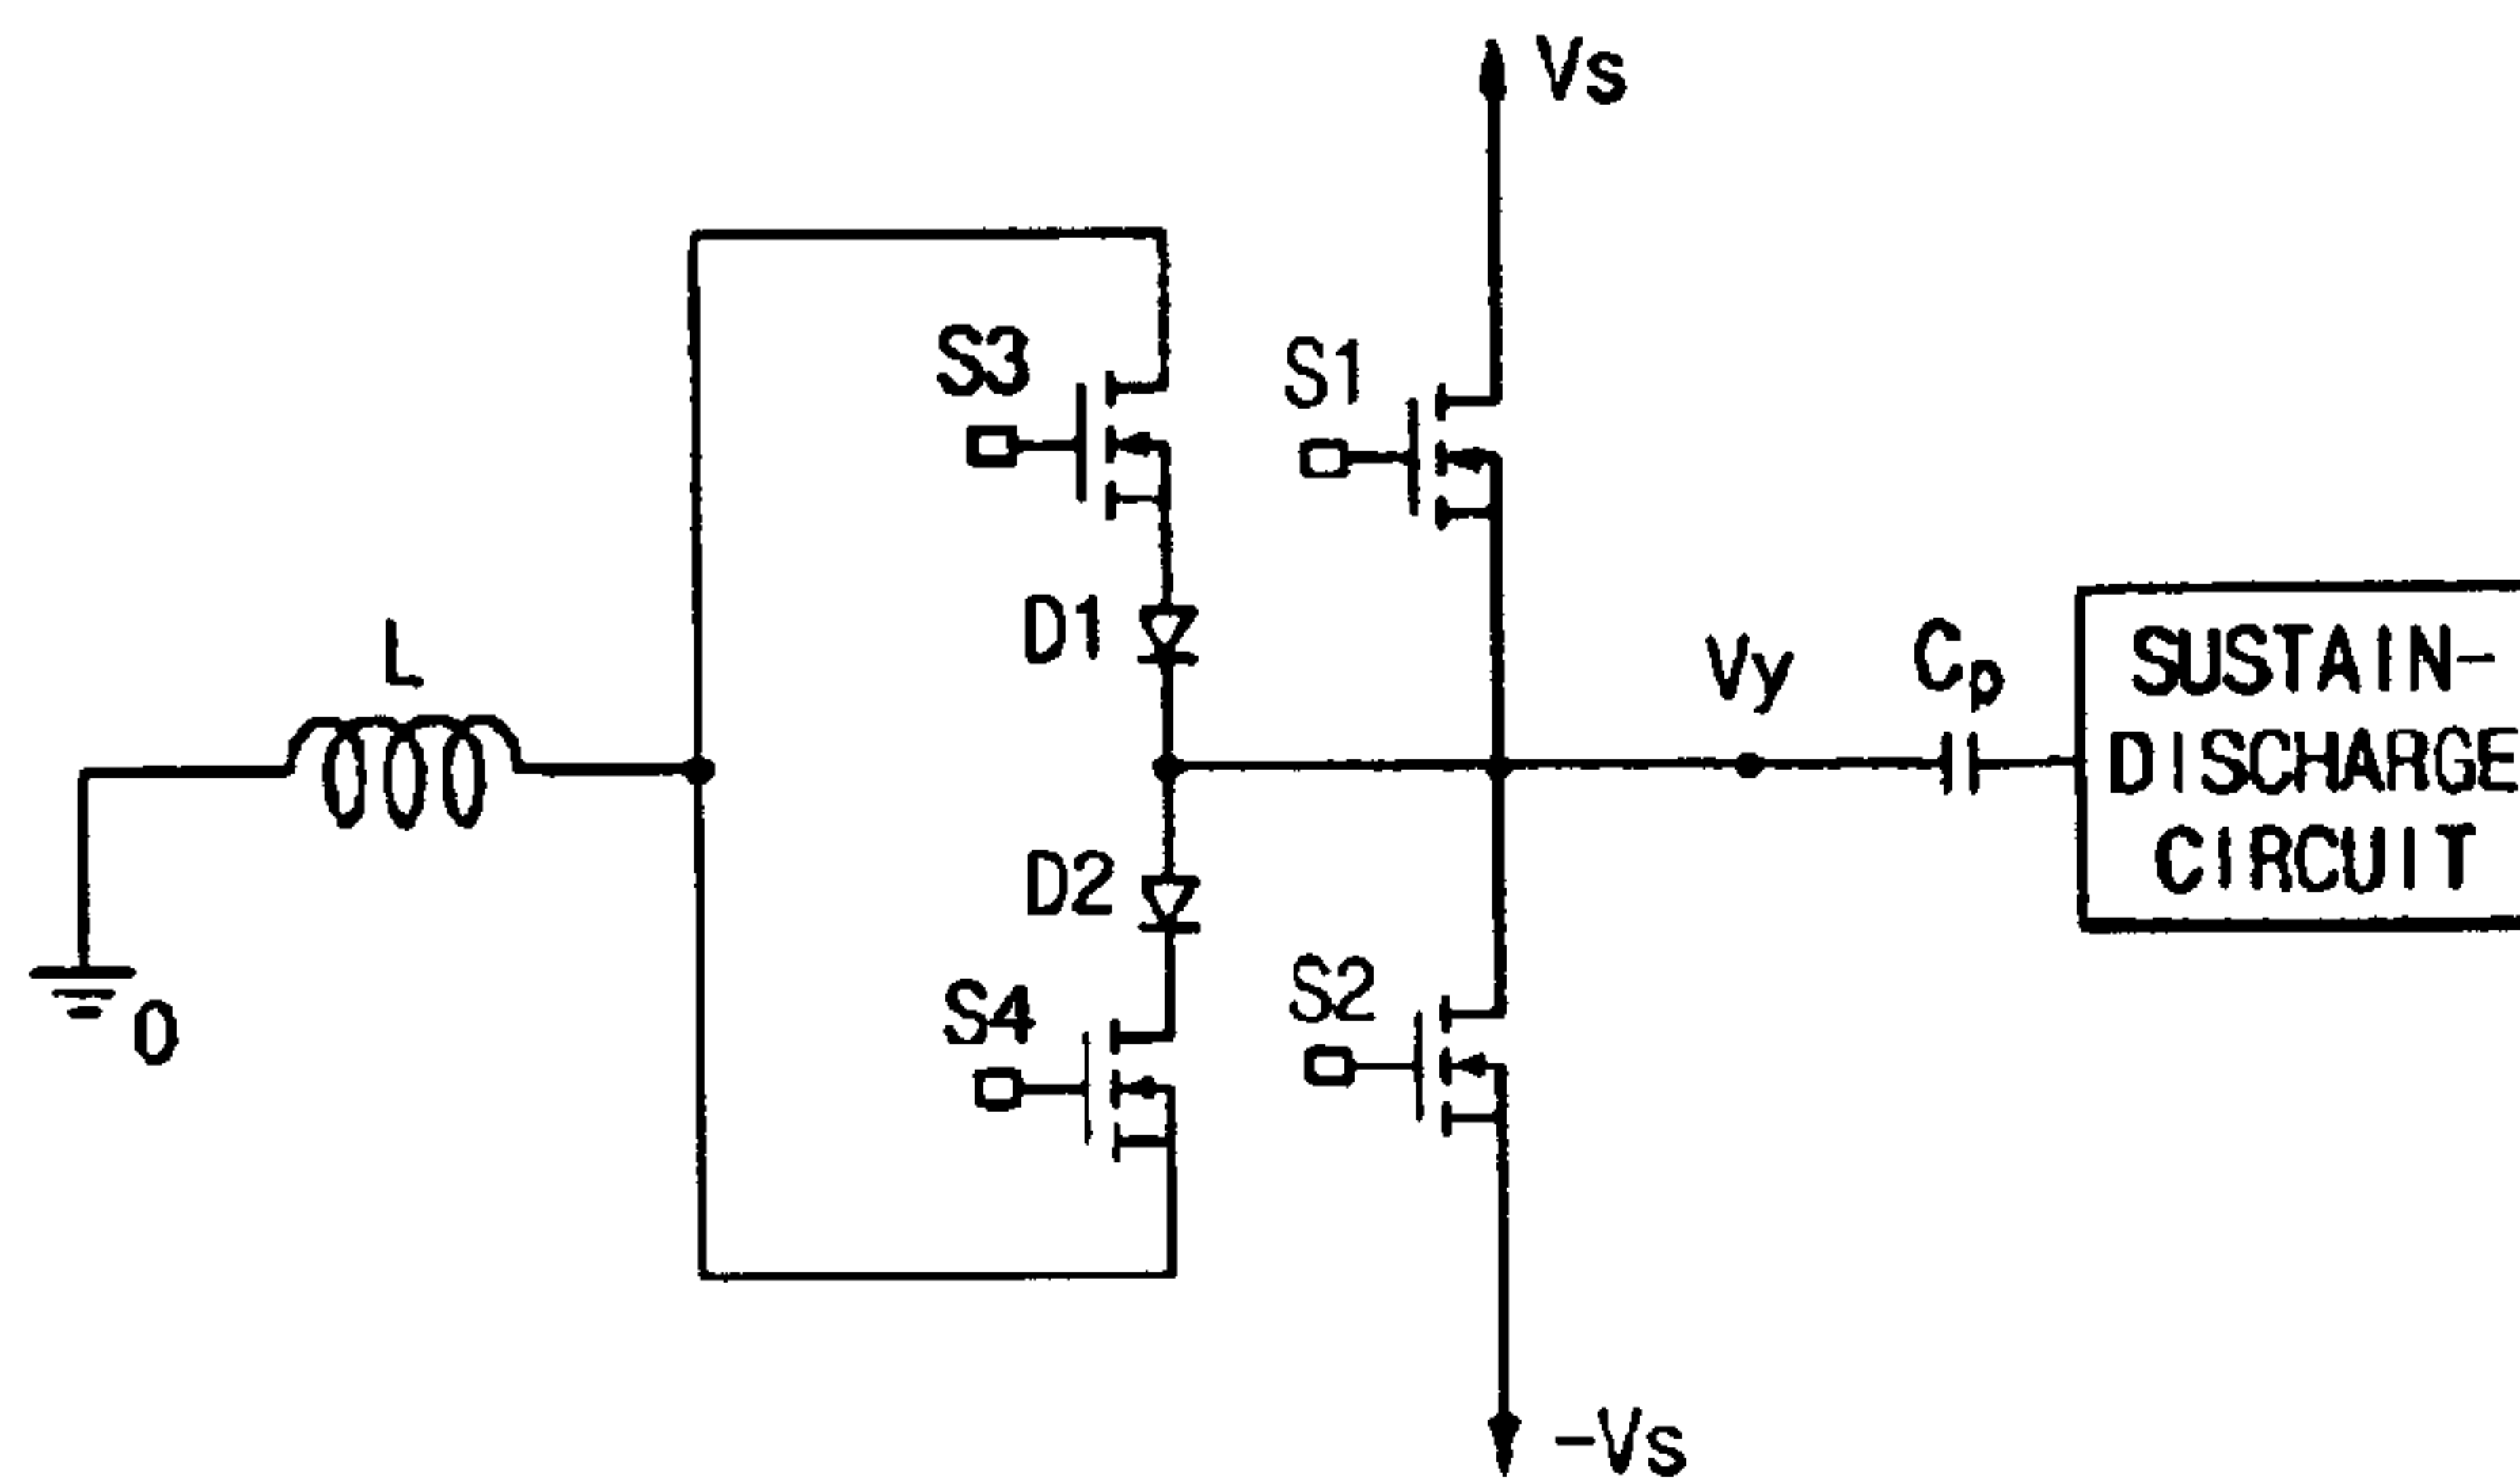 Vs
S3
S1
D1
L
Vy
Cp
SUSTAIN-
DISCHARGE
CIRCUIT
D2
S4
S2
0
-Vs